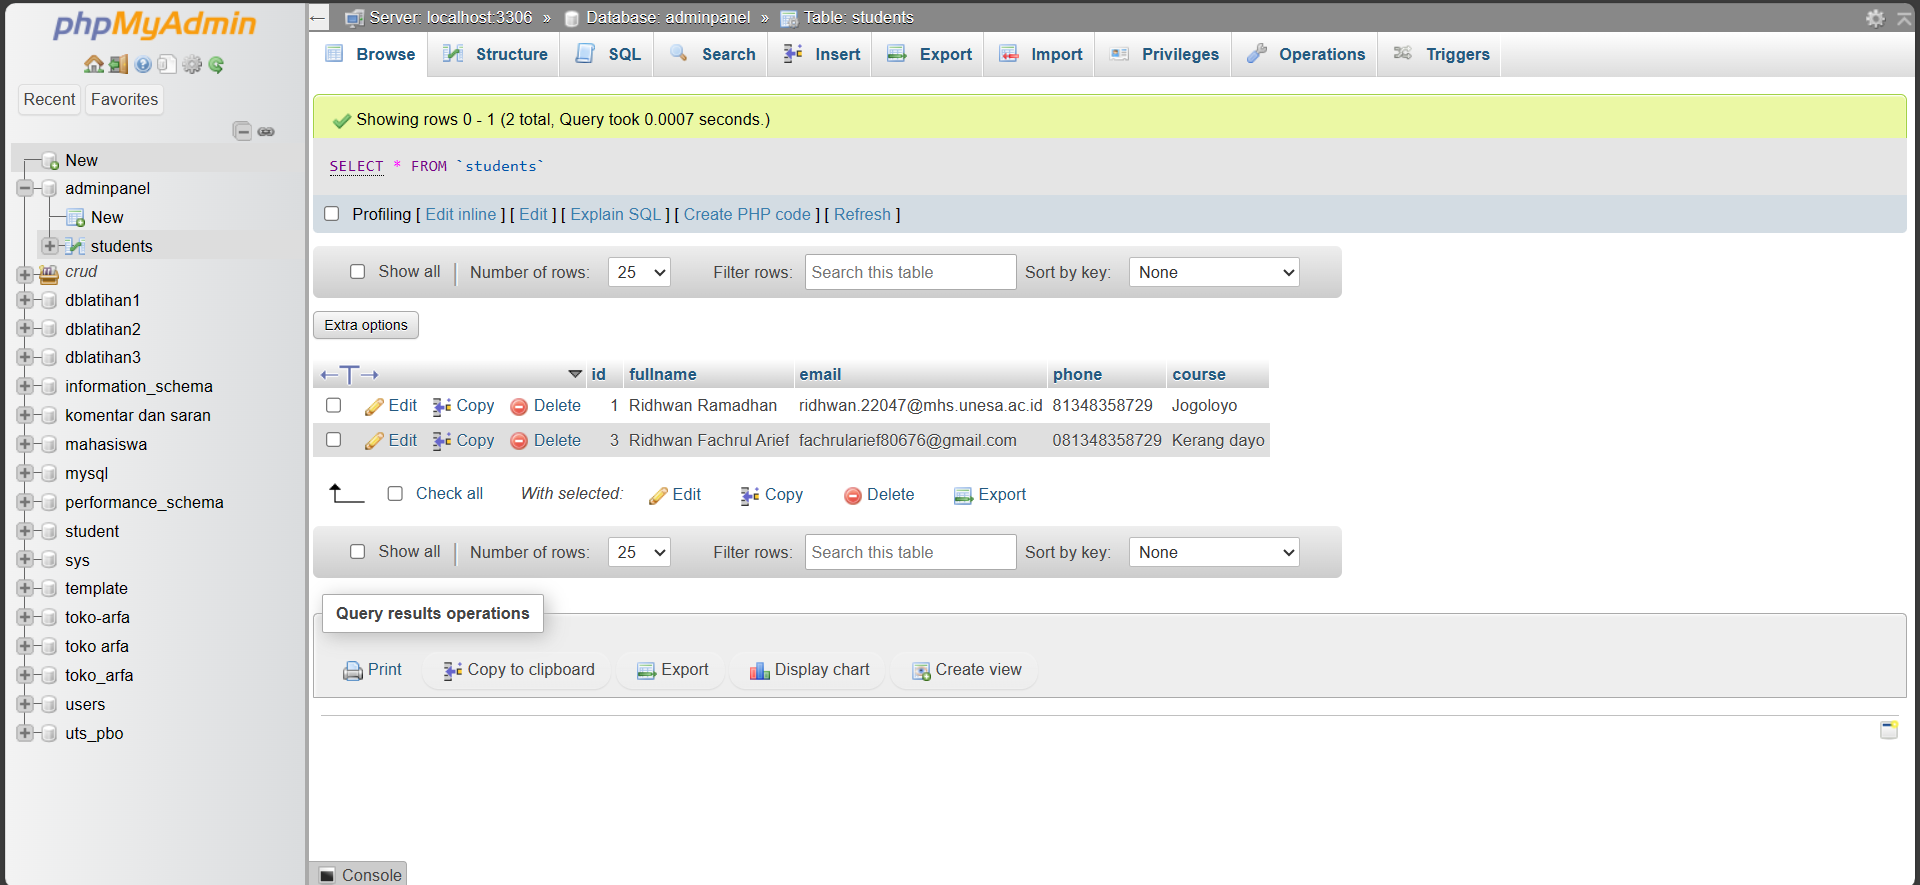 phpMyAdmin
Recent Favorites
New
adminpanel
New
students
crud
dblatihan1
dblatihan2
dblatihan3
information_schema
komentar dan saran
mahasiswa
mysql
performance_schema
student
sys
template
toko-arfa
toko arfa
toko_arfa
users
uts_pbo
Server: localhost:3306 » Database: adminpanel » Table: students
Browse Structure SQL Search Insert Export Import Privileges Operations Triggers
Showing rows 0 - 1 (2 total, Query took 0.0007 seconds.)
SELECT * FROM `students`
Profiling [ Edit inline ] [ Edit ] [ Explain SQL ] [ Create PHP code ] [ Refresh ]
Show all Number of rows: 25 Filter rows: Search this table Sort by key: None
Extra options
id fullname email phone course
Edit Copy Delete 1 Ridhwan Ramadhan ridhwan.22047@mhs.unesa.ac.id 81348358729 Jogoloyo
Edit Copy Delete 3 Ridhwan Fachrul Arief fachrularief80676@gmail.com 081348358729 Kerang dayo
Check all With selected: Edit Copy Delete Export
Show all Number of rows: 25 Filter rows: Search this table Sort by key: None
Query results operations
Print Copy to clipboard Export Display chart Create view
Console